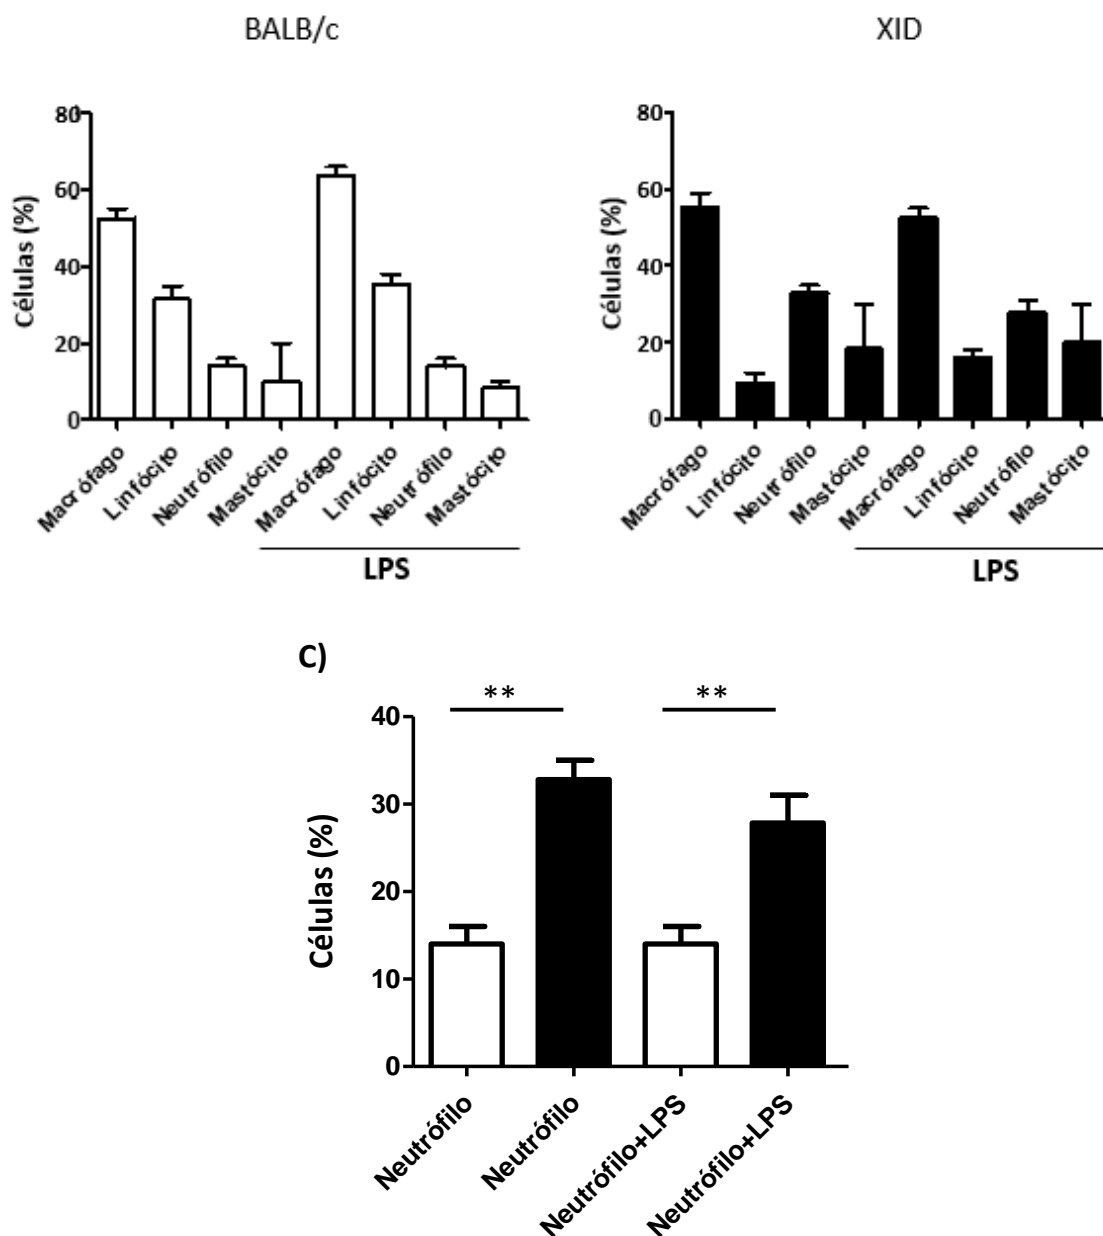 BALB/c
XID
Células (%)
80
60
40
20
0
Macrófago
Linfócito
Neutrófilo
Mastócito
Macrófago
Linfócito
Neutrófilo
Mastócito
LPS
Células (%)
80
60
40
20
0
Macrófago
Linfócito
Neutrófilo
Mastócito
Macrófago
Linfócito
Neutrófilo
Mastócito
LPS
C)
** **
Células (%)
40
30
20
10
0
Neutrófilo
Neutrófilo
Neutrófilo+LPS
Neutrófilo+LPS